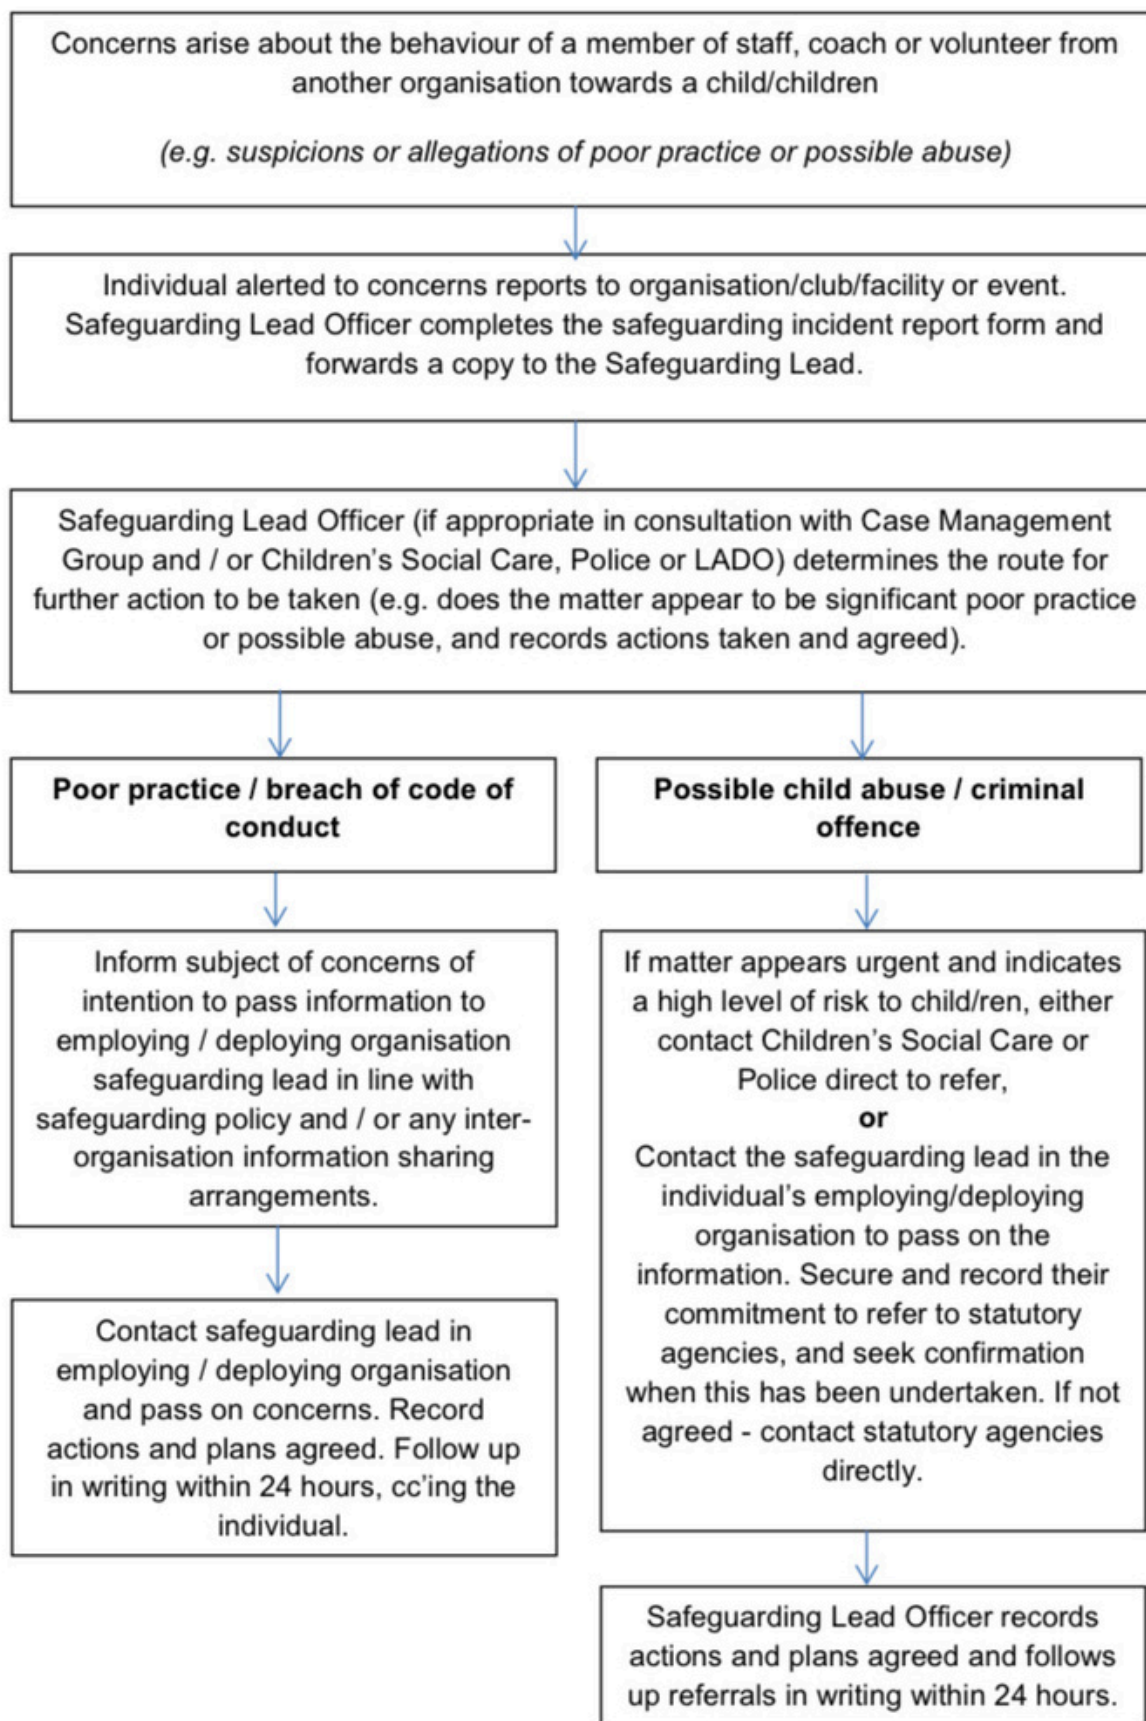 Concerns arise about the behaviour of a member of staff, coach or volunteer from
another organisation towards a child/children
(e.g. suspicions or allegations of poor practice or possible abuse)
Individual alerted to concerns reports to organisation/club/facility or event.
Safeguarding Lead Officer completes the safeguarding incident report form and
forwards a copy to the Safeguarding Lead.
Safeguarding Lead Officer (if appropriate in consultation with Case Management
Group and / or Children's Social Care, Police or LADO) determines the route for
further action to be taken (e.g. does the matter appear to be significant poor practice
or possible abuse, and records actions taken and agreed).
Poor practice / breach of code of
conduct
Inform subject of concerns of
intention to pass information to
employing / deploying organisation
safeguarding lead in line with
safeguarding policy and / or any inter-
organisation information sharing
arrangements.
Contact safeguarding lead in
employing / deploying organisation
and pass on concerns. Record
actions and plans agreed. Follow up
in writing within 24 hours, cc'ing the
individual.
Possible child abuse / criminal
offence
If matter appears urgent and indicates
a high level of risk to child/ren, either
contact Children's Social Care or
Police direct to refer,
or
Contact the safeguarding lead in the
individual's employing/deploying
organisation to pass on the
information. Secure and record their
commitment to refer to statutory
agencies, and seek confirmation
when this has been undertaken. If not
agreed - contact statutory agencies
directly.
Safeguarding Lead Officer records
actions and plans agreed and follows
up referrals in writing within 24 hours.